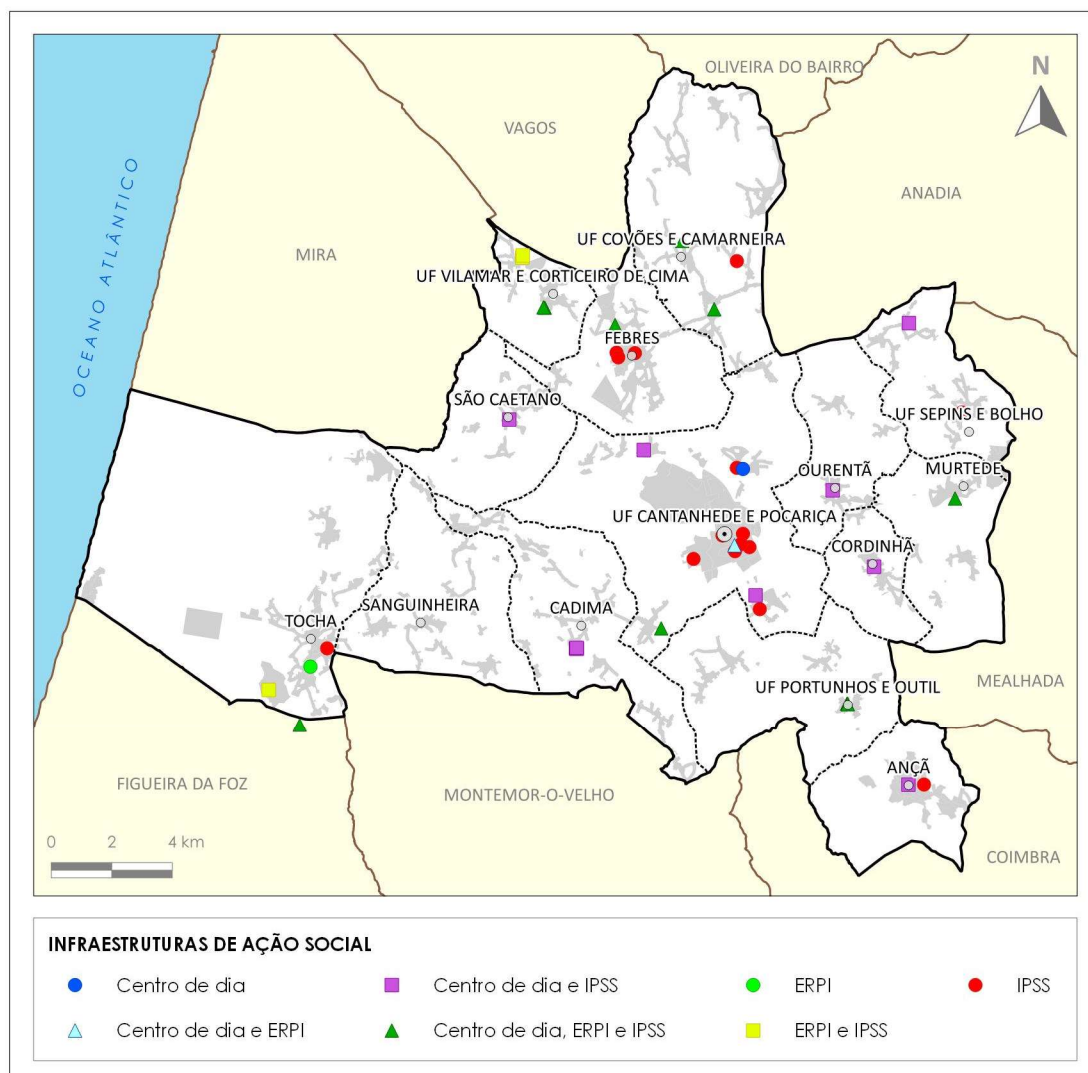 OLIVEIRA DO BAIRRO
N
VAGOS
ANADIA
OCEANO ATLÂNTICO
MIRA
UF COVÕES E CAMARNEIRA
UF VILAMAR E CORTICEIRO DE CIMA
FEBRES
SÃO CAETANO
UF SEPINS E BOLHO
OURENTÃ
MURTEDE
UF CANTANHEDE E POCARIÇA
CORDINHÃ
SANGUINHEIRA
CADIMA
TOCHA
MEALHADA
UF PORTUNHOS E OUTIL
ANÇÃ
FIGUEIRA DA FOZ
MONTEMOR-O-VELHO
COIMBRA
0 2 4 km
INFRAESTRUTURAS DE AÇÃO SOCIAL
Centro de dia
Centro de dia e IPSS
ERPI
IPSS
Centro de dia e ERPI
Centro de dia, ERPI e IPSS
ERPI e IPSS